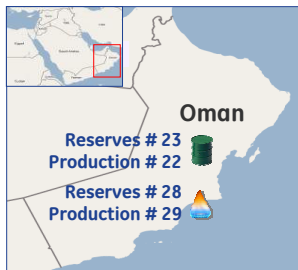 Oman
Reserves # 23
Production # 22
Reserves # 28
Production # 29